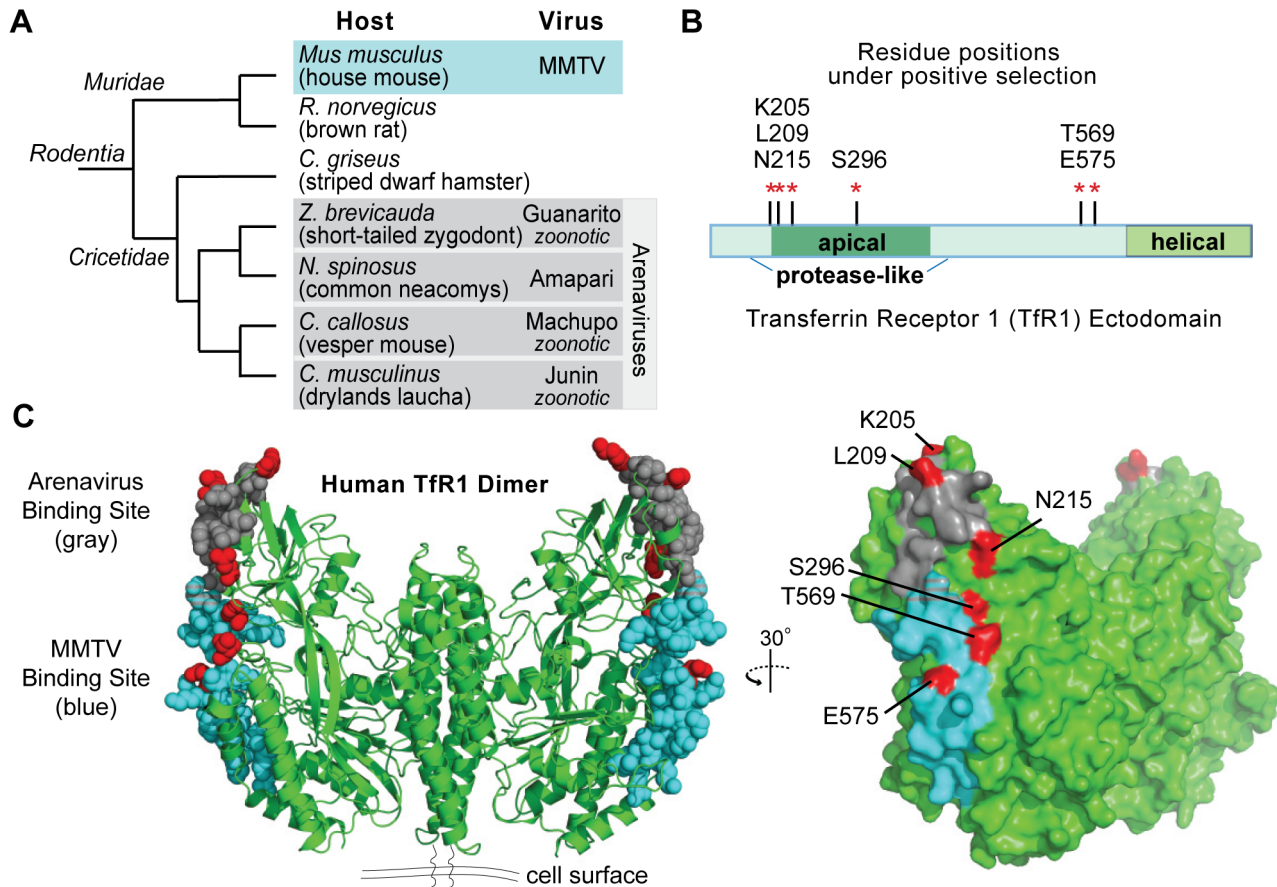 A
Host Virus
Mus musculus
(house mouse)
MMTV
Muridae
R. norvegicus
(brown rat)
Rodentia
C. griseus
(striped dwarf hamster)
Z. brevicauda
(short-tailed zygodont)
Guanarito
zoonotic
Cricetidae
N. spinosus
(common neacomys)
Amapari
C. callosus
(vesper mouse)
Machupo
zoonotic
C. musculinus
(drylands laucha)
Junin
zoonotic
Arenaviruses
B
Residue positions
under positive selection
K205
L209
N215
S296
T569
E575
* * * * * *
apical
helical
protease-like
Transferrin Receptor 1 (TfR1) Ectodomain
C
Arenavirus
Binding Site
(gray)
Human TfR1 Dimer
MMTV
Binding Site
(blue)
cell surface
30°
K205
L209
N215
S296
T569
E575